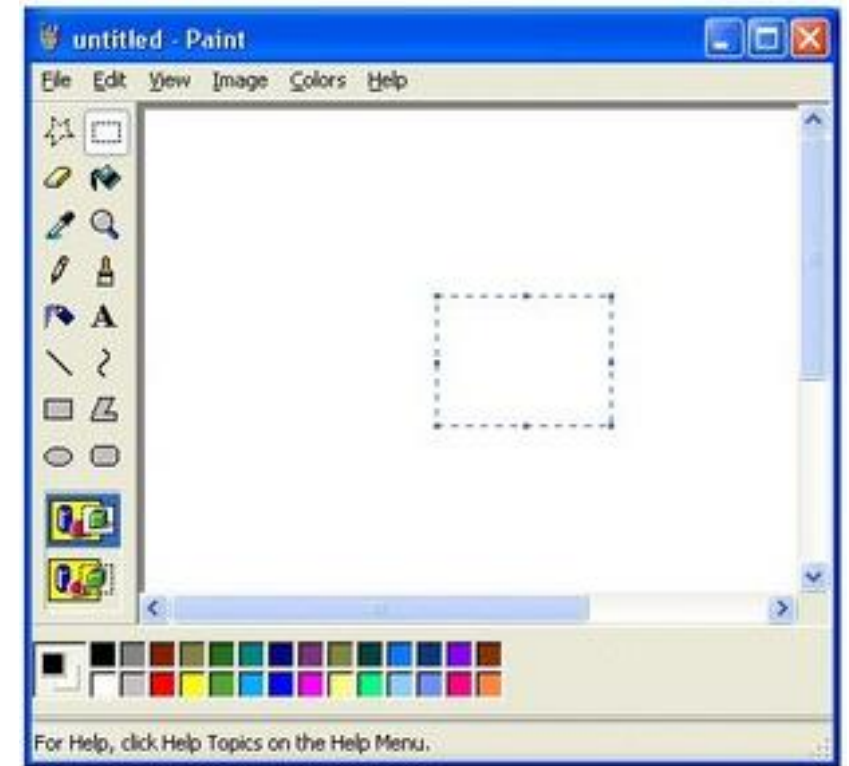 untitled - Paint
File Edit View Image Colors Help
A
For Help, click Help Topics on the Help Menu.